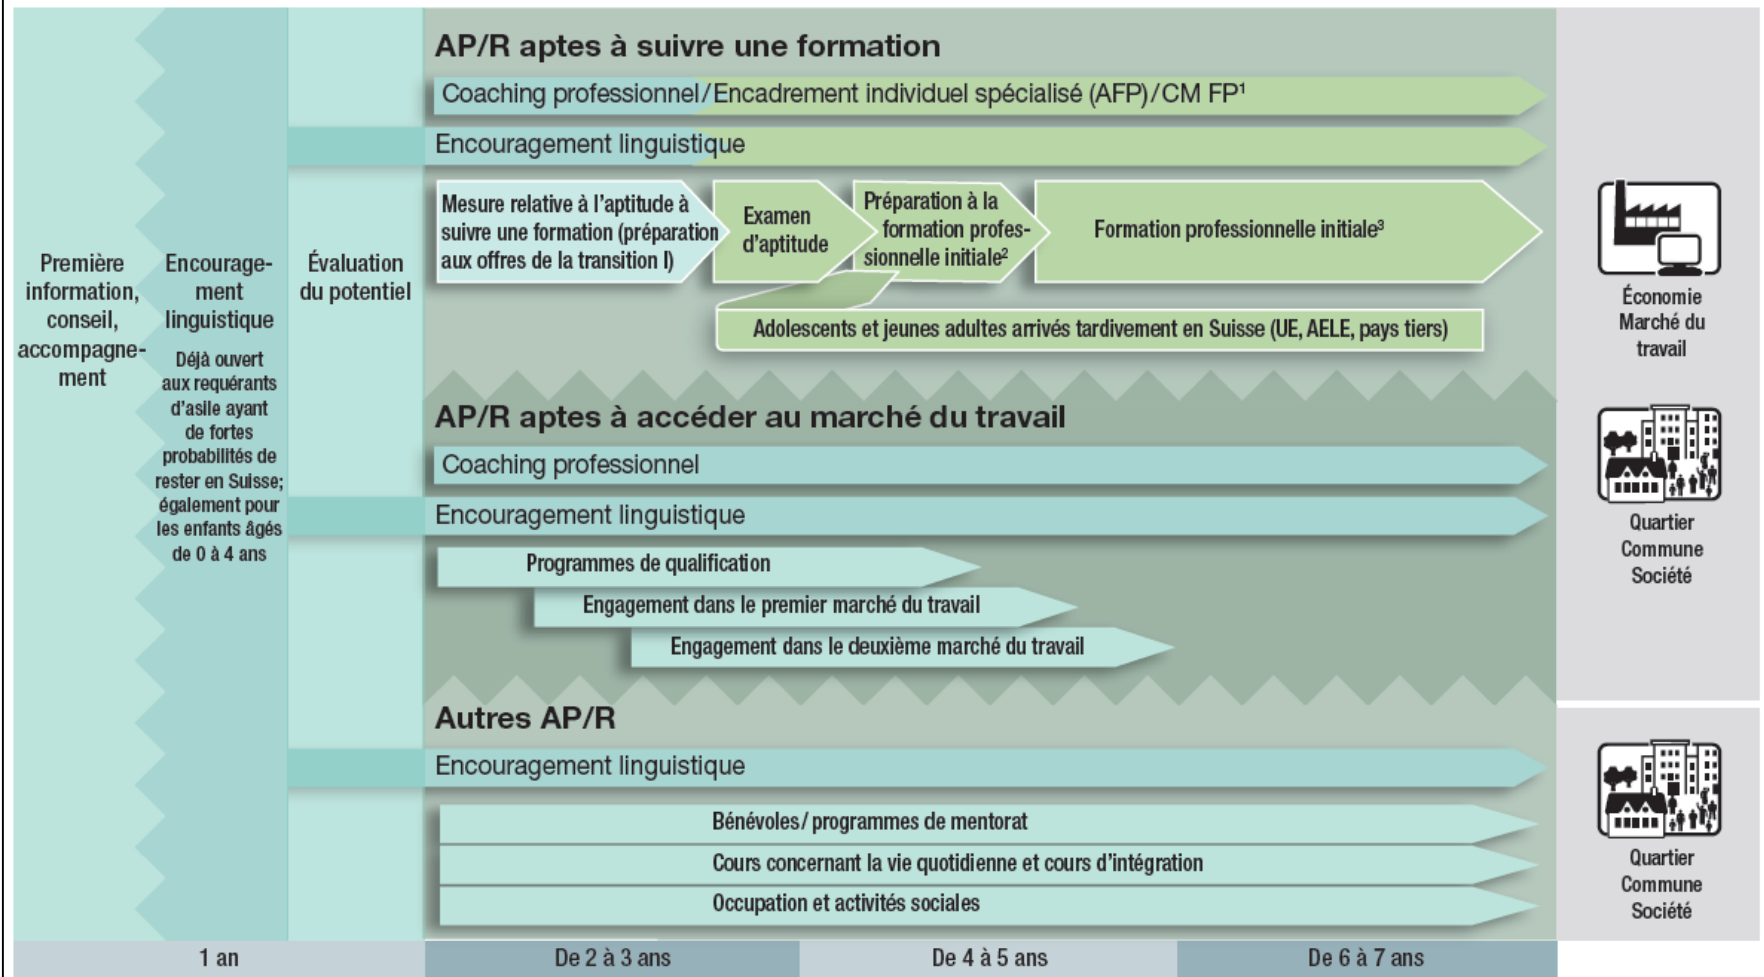 Première
information,
conseil,
accompagne-
ment
Encourage-
ment
linguistique
Déjà ouvert
aux requérants
d'asile ayant
de fortes
probabilités de
rester en Suisse;
également pour
les enfants âgés
de 0 à 4 ans
Évaluation
du potentiel
AP/R aptes à suivre une formation
Coaching professionnel/Encadrement individuel spécialisé (AFP)/CM FP¹
Encouragement linguistique
Mesure relative à l'aptitude à
suivre une formation (préparation
aux offres de la transition I)
Examen
d'aptitude
Préparation à la
formation profes-
sionnelle initiale²
Formation professionnelle initiale³
Adolescents et jeunes adultes arrivés tardivement en Suisse (UE, AELE, pays tiers)
AP/R aptes à accéder au marché du travail
Coaching professionnel
Encouragement linguistique
Programmes de qualification
Engagement dans le premier marché du travail
Engagement dans le deuxième marché du travail
Autres AP/R
Encouragement linguistique
Bénévoles/programmes de mentorat
Cours concernant la vie quotidienne et cours d'intégration
Occupation et activités sociales
Économie
Marché du
travail
Quartier
Commune
Société
Quartier
Commune
Société
1 an
De 2 à 3 ans
De 4 à 5 ans
De 6 à 7 ans